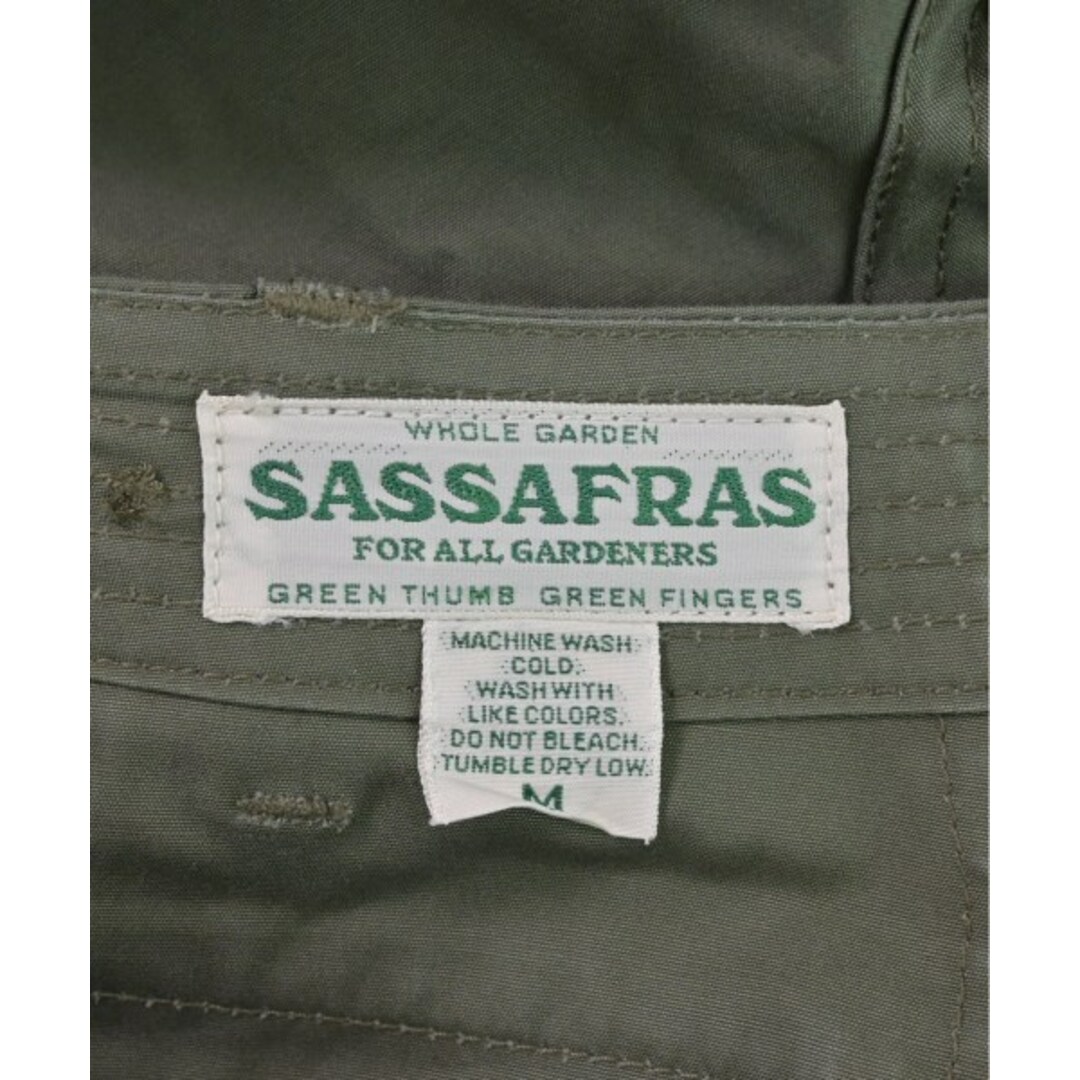 WHOLE GARDEN
SASSAFRAS
FOR ALL GARDENERS
GREEN THUMB GREEN FINGERS
MACHINE WASH
COLD.
WASH WITH
LIKE COLORS.
DO NOT BLEACH.
TUMBLE DRY LOW.
M